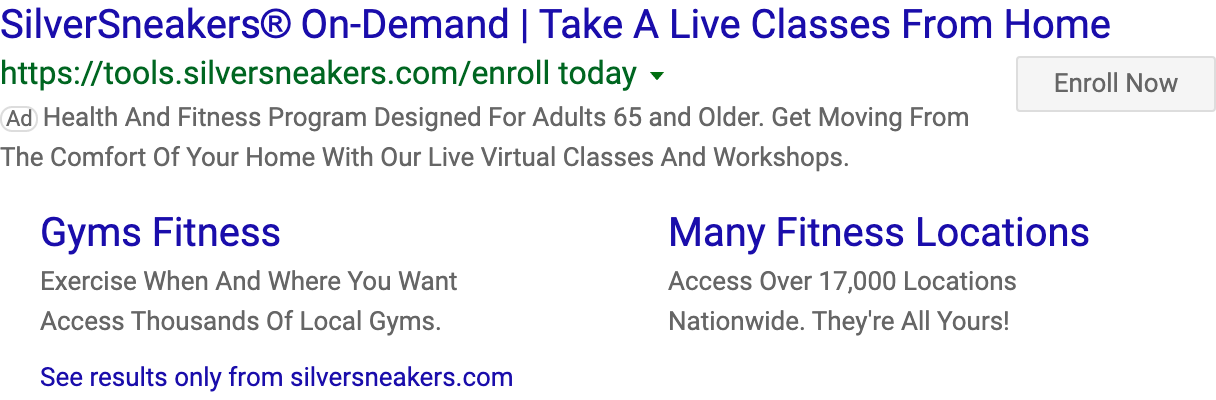 SilverSneakers® On-Demand | Take A Live Classes From Home
https://tools.silversneakers.com/enroll today
Enroll Now
Ad Health And Fitness Program Designed For Adults 65 and Older. Get Moving From
The Comfort Of Your Home With Our Live Virtual Classes And Workshops.
Gyms Fitness
Exercise When And Where You Want
Access Thousands Of Local Gyms.
Many Fitness Locations
Access Over 17,000 Locations
Nationwide. They're All Yours!
See results only from silversneakers.com